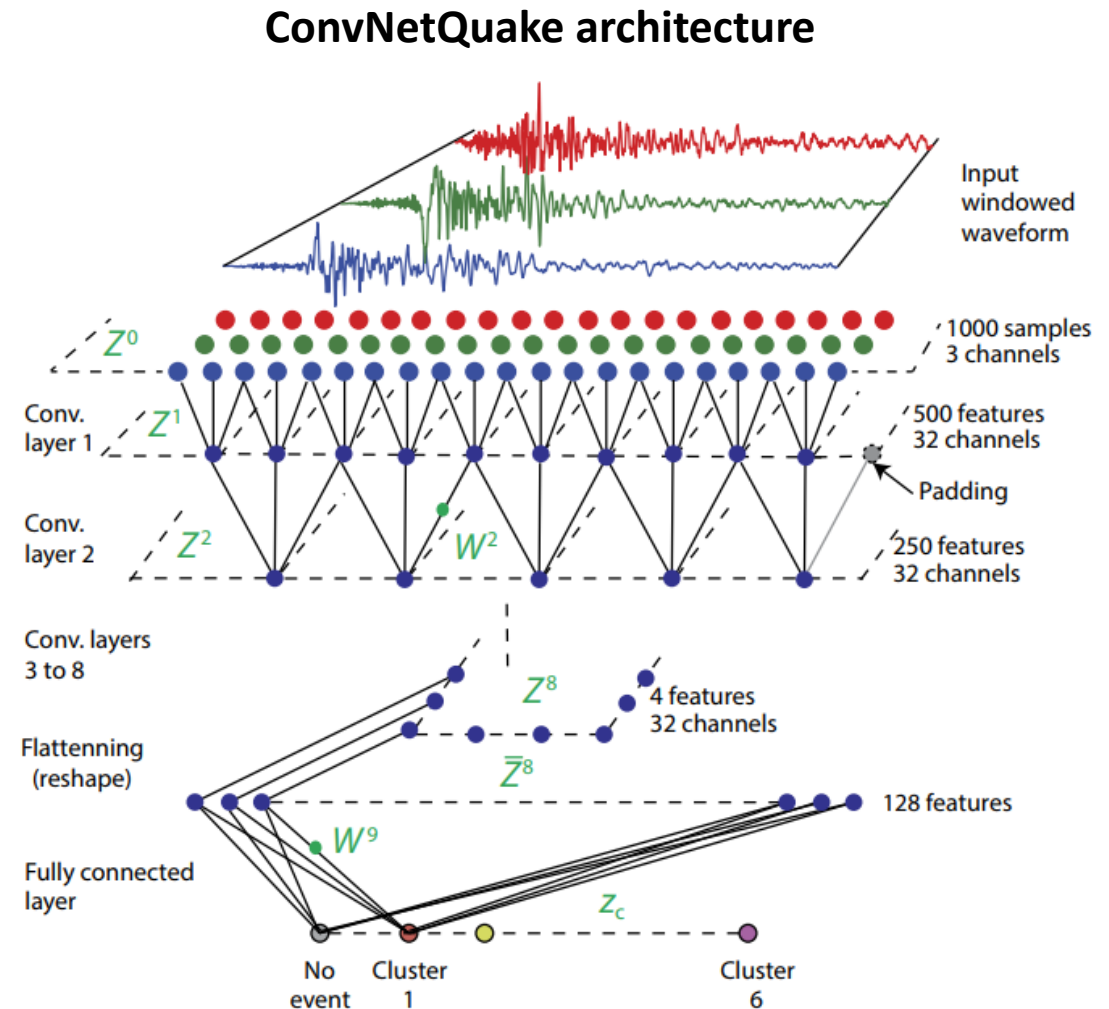 ConvNetQuake architecture
Input
windowed
waveform
Z⁰
1000 samples
3 channels
Conv.
layer 1
Z¹
500 features
32 channels
Padding
Conv.
layer 2
Z²
W²
250 features
32 channels
Conv. layers
3 to 8
Z⁸
4 features
32 channels
Flattenning
(reshape)
Z̅⁸
128 features
W⁹
Fully connected
layer
z꜀
No
event
Cluster
1
Cluster
6